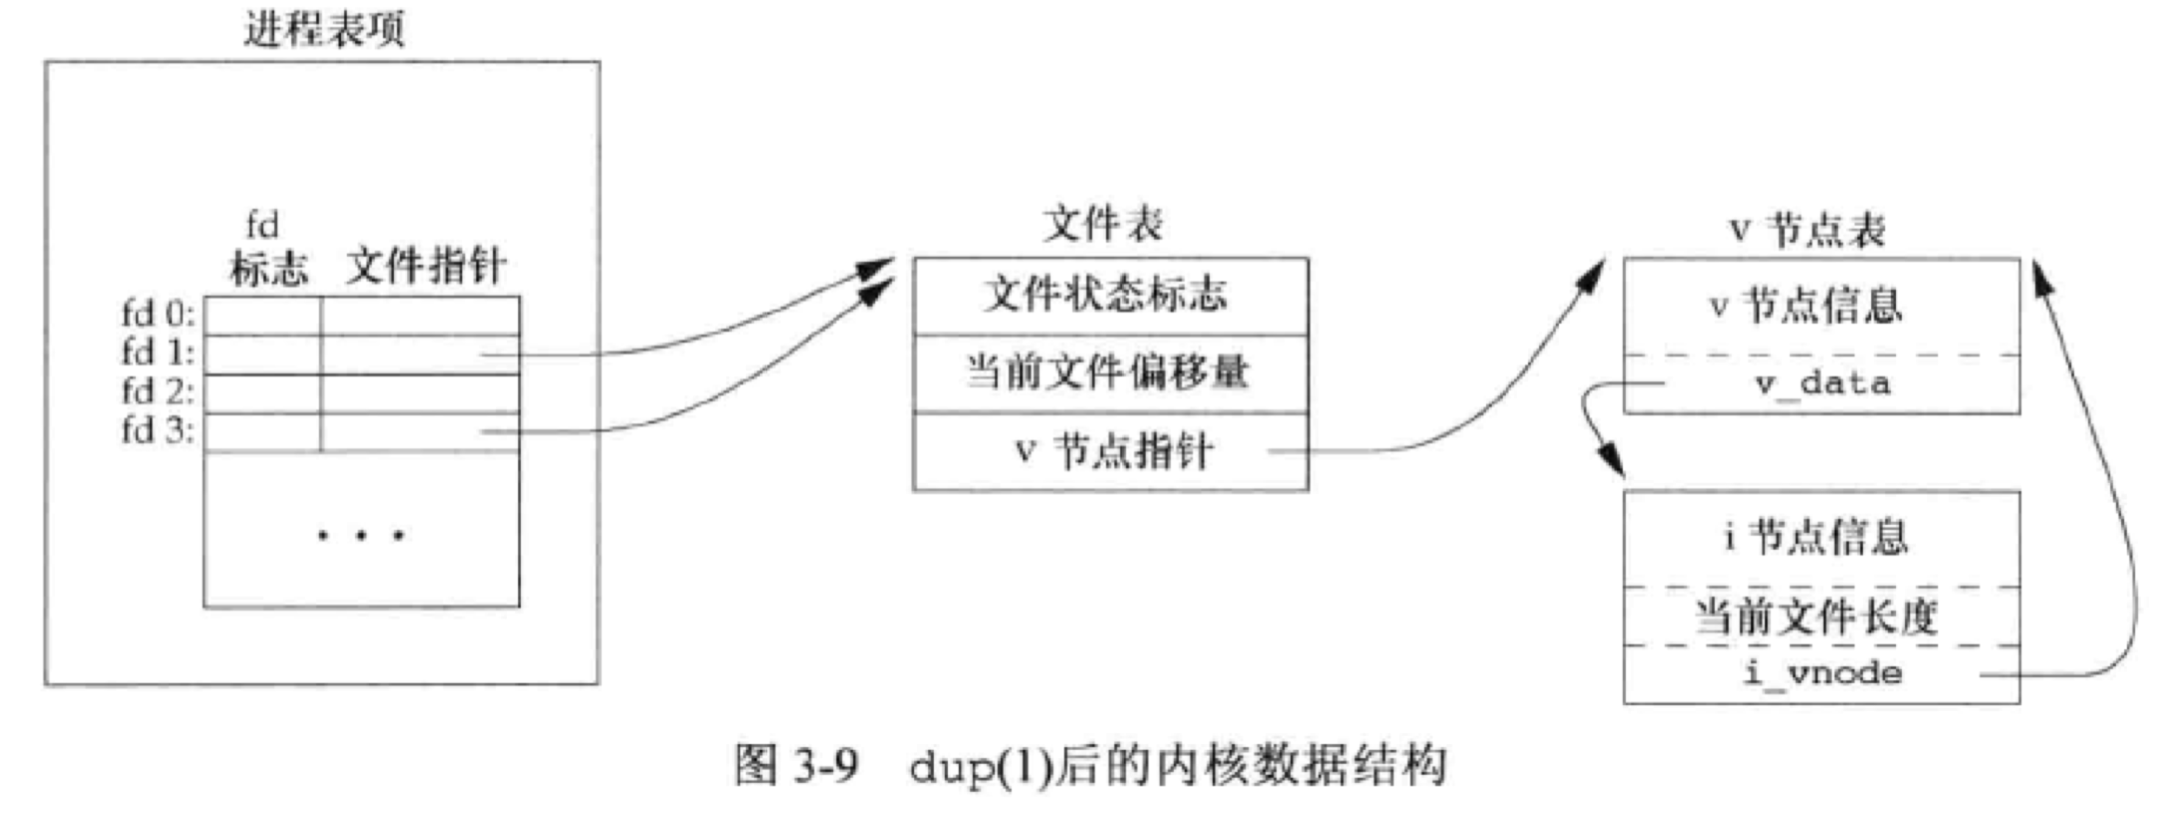 进程表项
fd
标志 文件指针
fd 0:
fd 1:
fd 2:
fd 3:
. . .
文件表
文件状态标志
当前文件偏移量
v 节点指针
v 节点表
v 节点信息
v_data
i 节点信息
当前文件长度
i_vnode
图 3-9 dup(1)后的内核数据结构